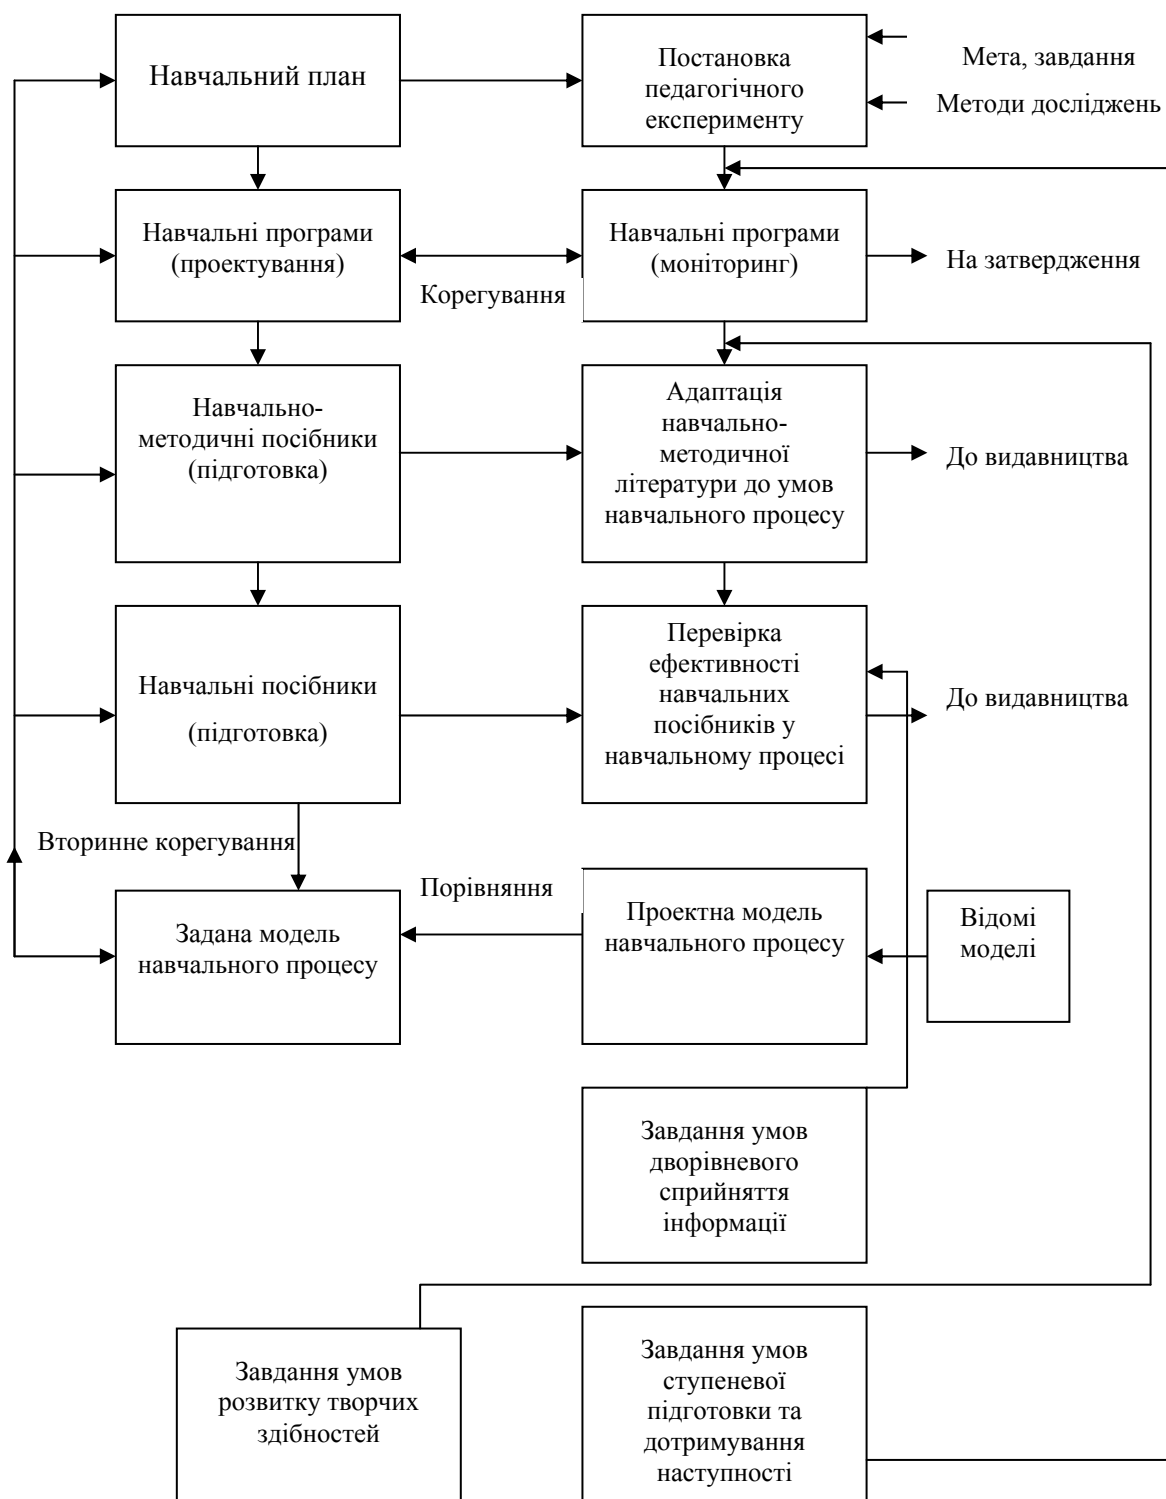 Навчальний план
Постановка
педагогічного
експерименту
Мета, завдання
Методи досліджень
Навчальні програми
(проектування)
Корегування
Навчальні програми
(моніторинг)
На затвердження
Навчально-
методичні посібники
(підготовка)
Адаптація
навчально-
методичної
літератури до умов
навчального процесу
До видавництва
Навчальні посібники
(підготовка)
Перевірка
ефективності
навчальних
посібників у
навчальному процесі
До видавництва
Вторинне корегування
Задана модель
навчального процесу
Порівняння
Проектна модель
навчального процесу
Відомі
моделі
Завдання умов
дворівневого
сприйняття
інформації
Завдання умов
розвитку творчих
здібностей
Завдання умов
ступеневої
підготовки та
дотримування
наступності